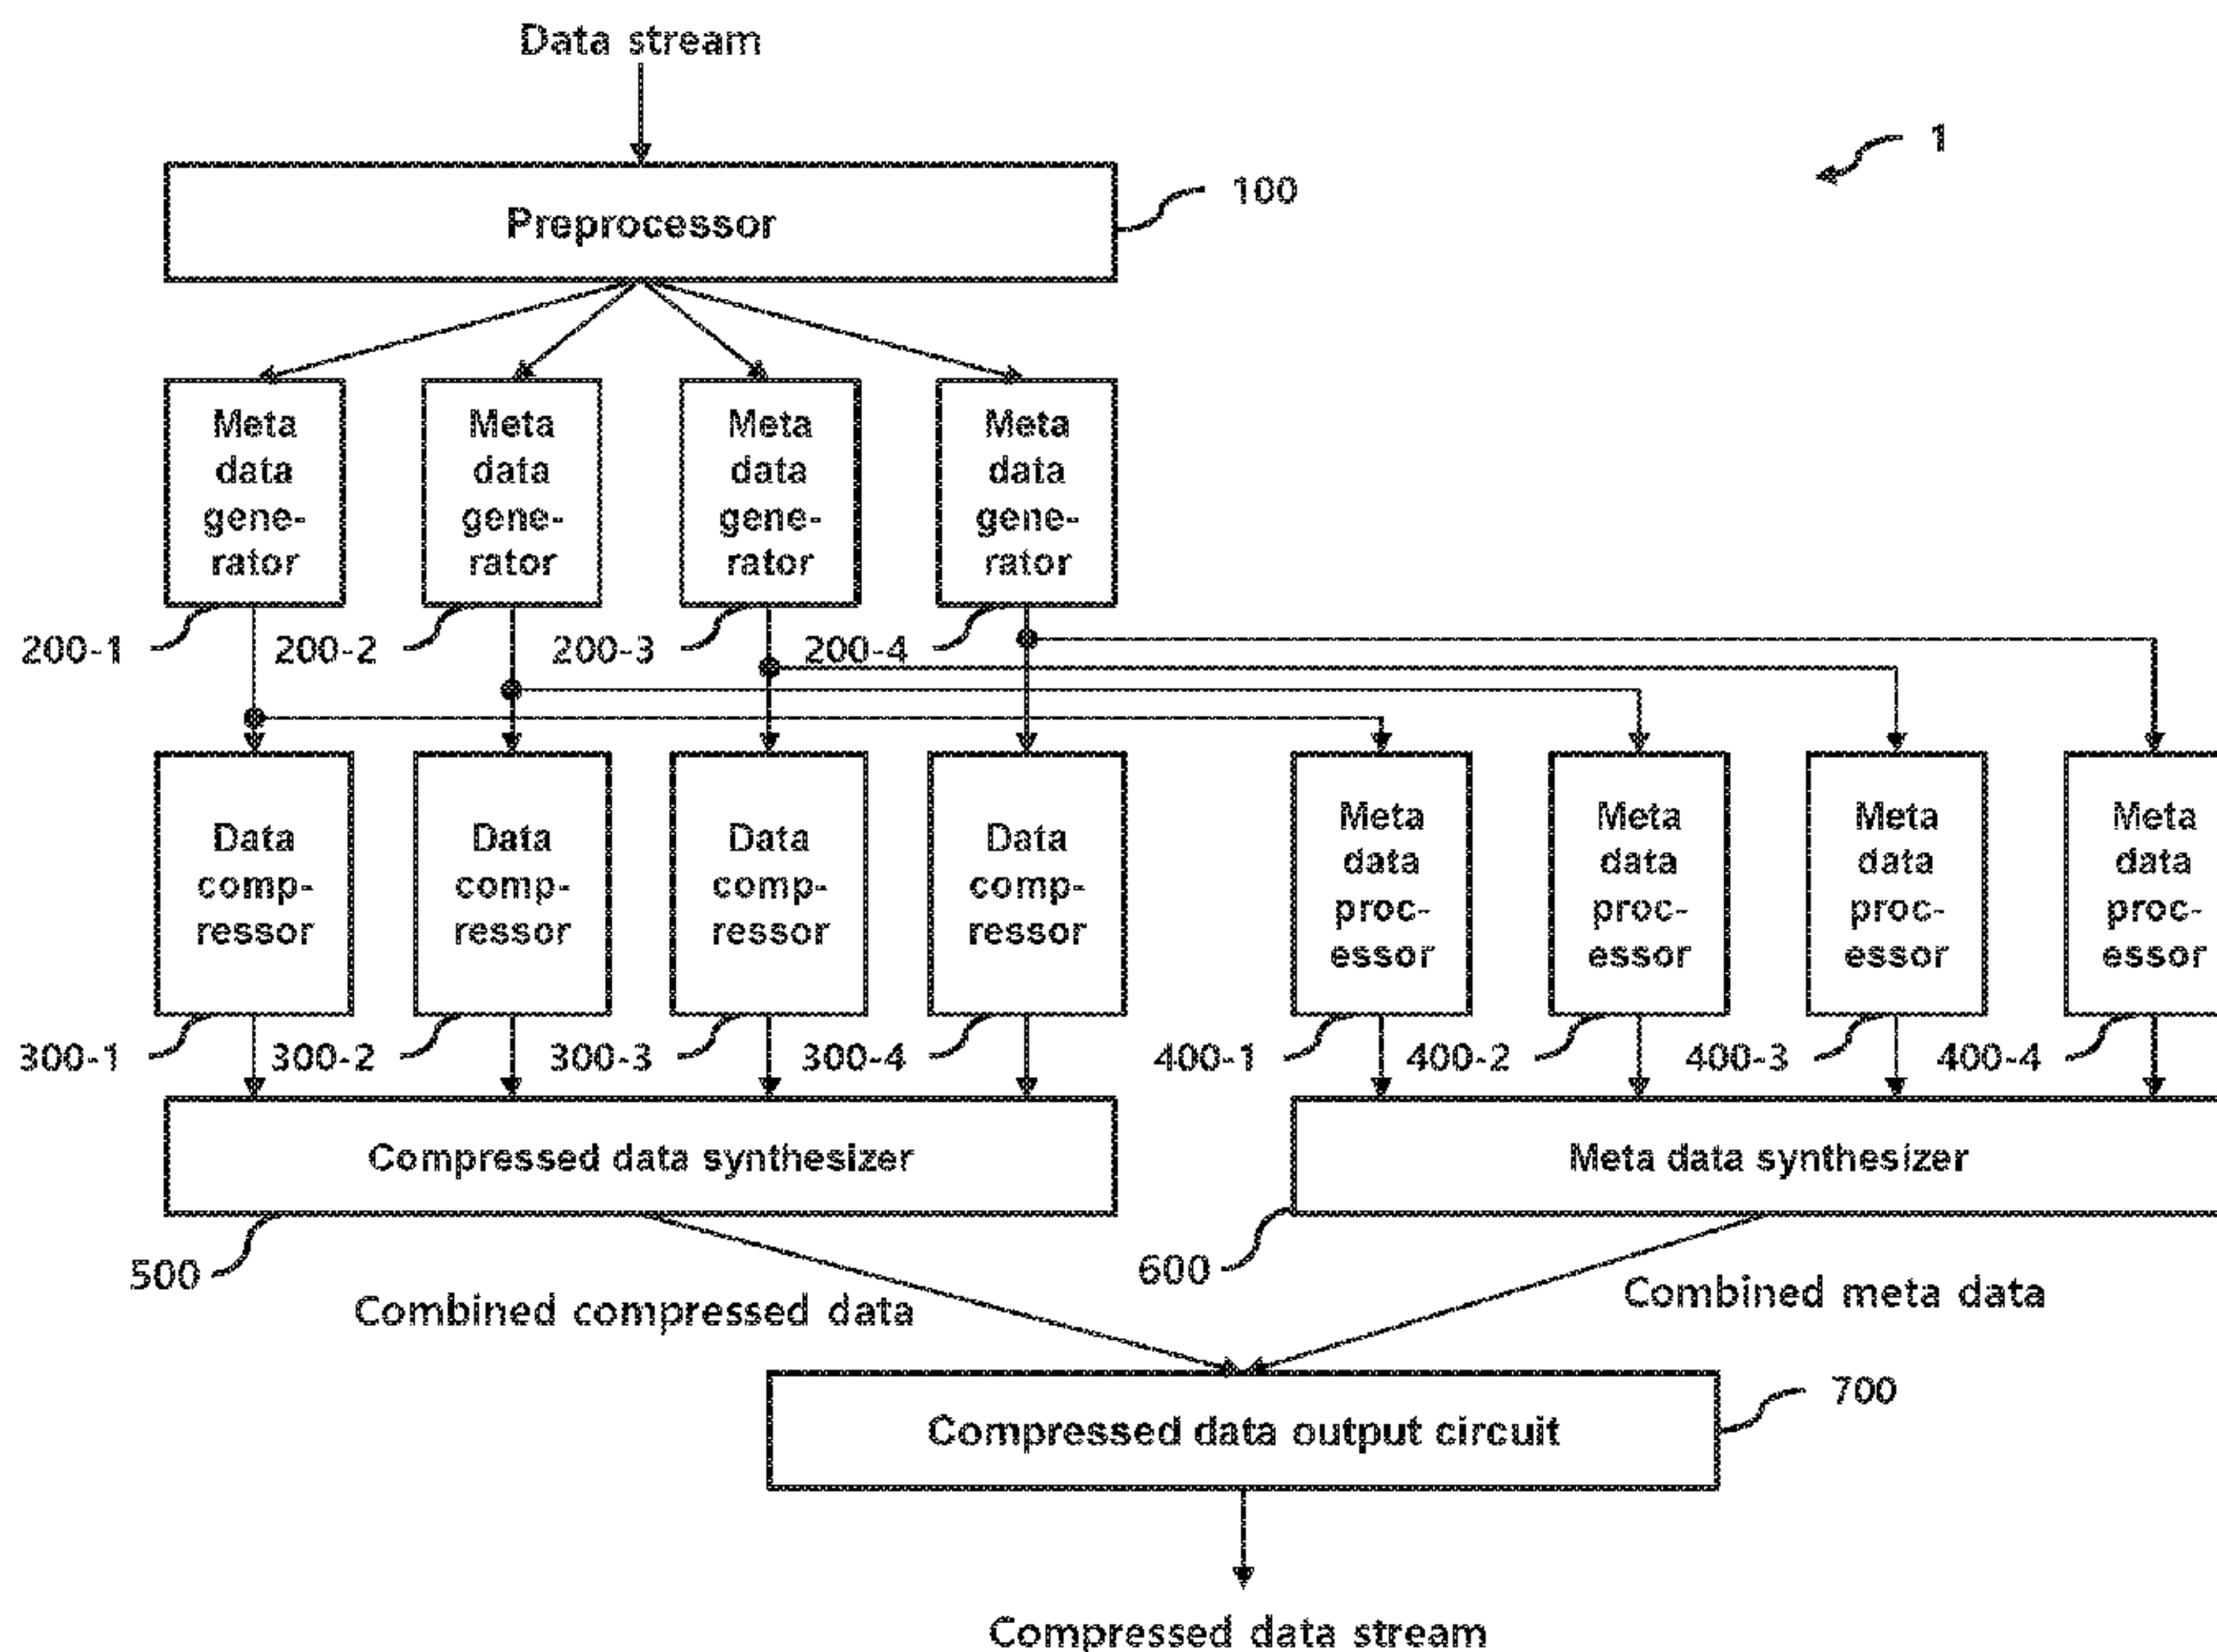 Data stream
1
100
Preprocessor
Meta data gene- rator
Meta data gene- rator
Meta data gene- rator
Meta data gene- rator
200-1
200-2
200-3
200-4
Data comp- ressor
Data comp- ressor
Data comp- ressor
Data comp- ressor
Meta data proc- essor
Meta data proc- essor
Meta data proc- essor
Meta data proc- essor
300-1
300-2
300-3
300-4
400-1
400-2
400-3
400-4
Compressed data synthesizer
Meta data synthesizer
500
600
Combined compressed data
Combined meta data
700
Compressed data output circuit
Compressed data stream